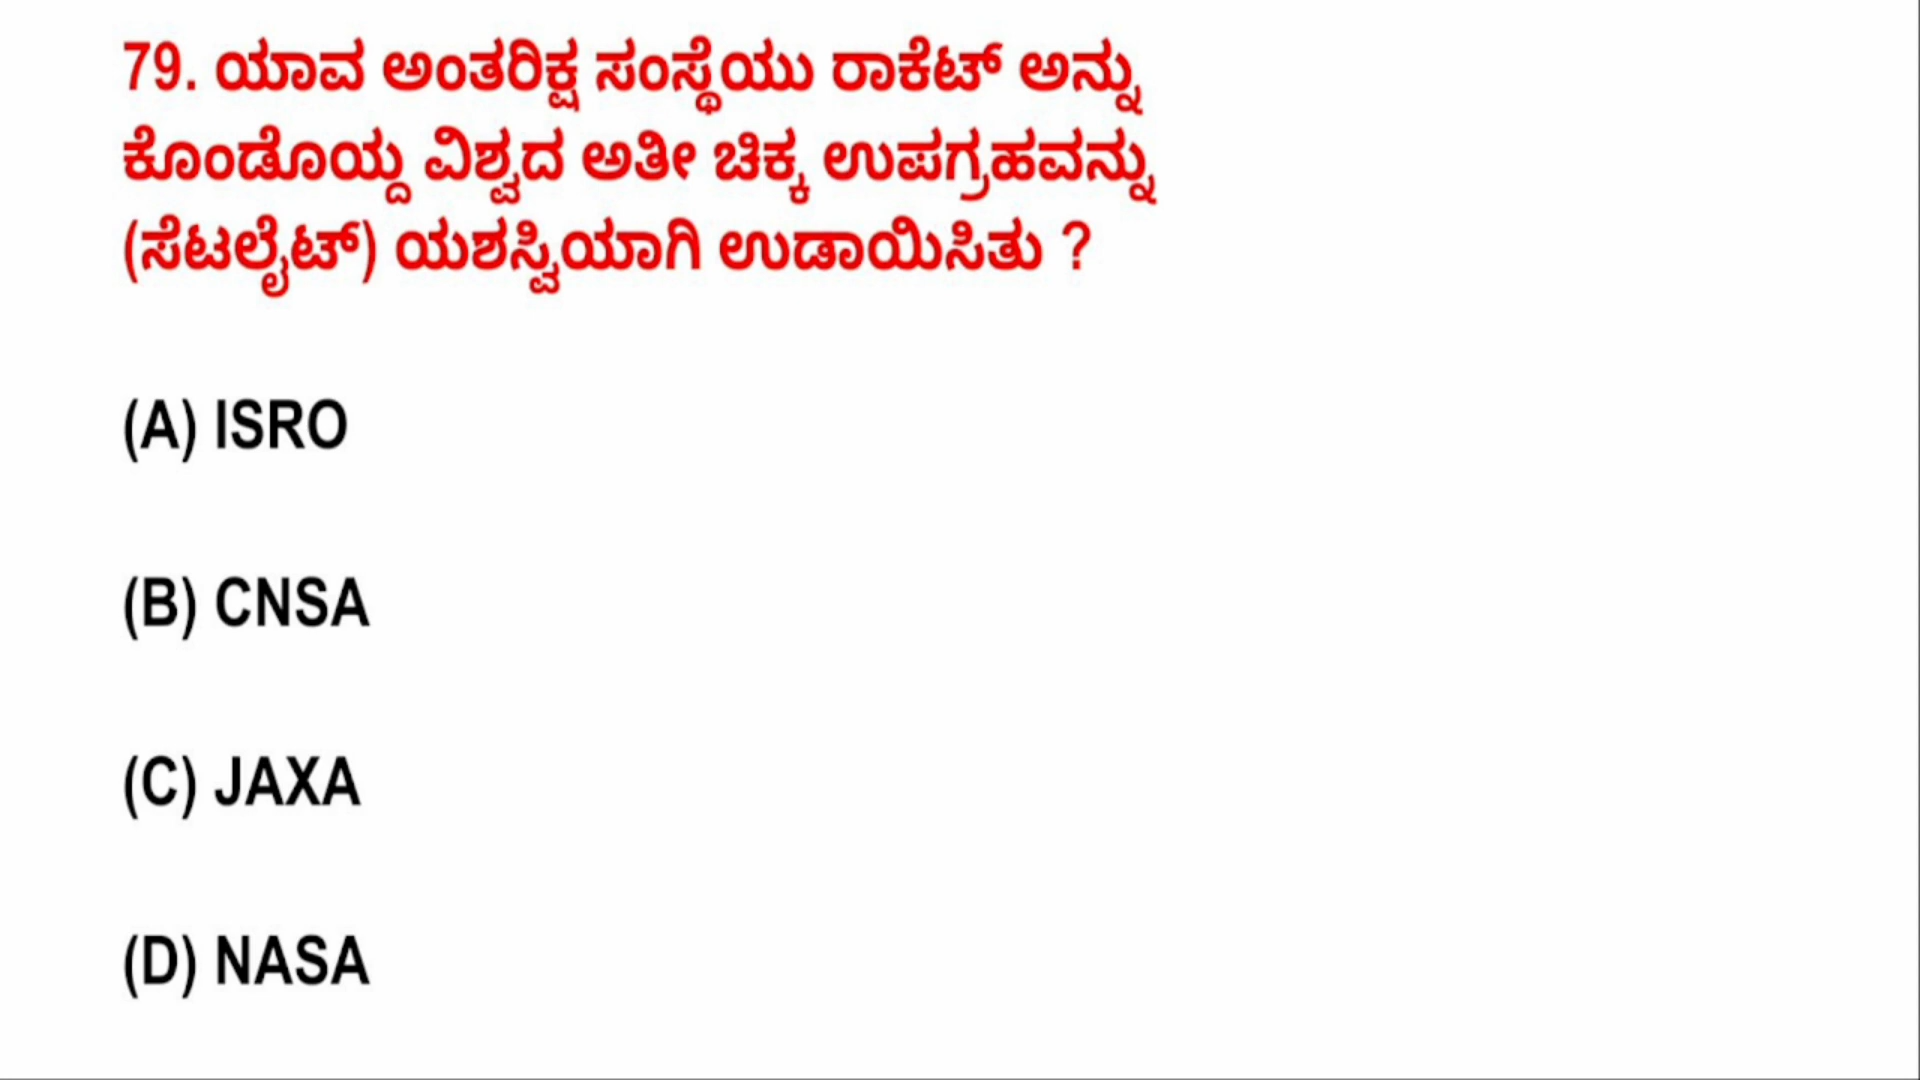 79. ಯಾವ ಅಂತರಿಕ್ಷ ಸಂಸ್ಥೆಯು ರಾಕೆಟ್ ಅನ್ನು
ಕೊಂಡೊಯ್ದ ವಿಶ್ವದ ಅತೀ ಚಿಕ್ಕ ಉಪಗ್ರಹವನ್ನು
(ಸೆಟಲೈಟ್) ಯಶಸ್ವಿಯಾಗಿ ಉಡಾಯಿಸಿತು ?
(A) ISRO
(B) CNSA
(C) JAXA
(D) NASA